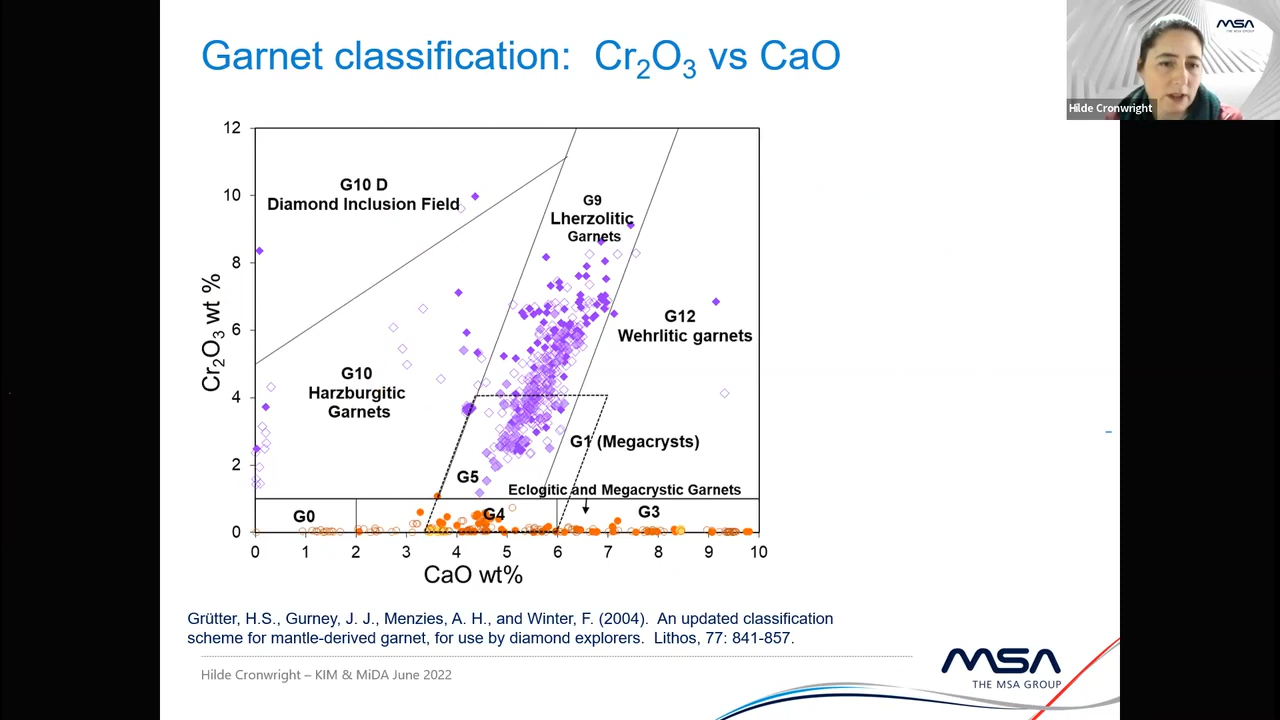 Garnet classification: Cr₂O₃ vs CaO
MSA
THE MSA GROUP
Hilde Cronwright
12
10
8
6
4
2
0
Cr₂O₃ wt %
G10 D
Diamond Inclusion Field
G9
Lherzolitic
Garnets
G12
Wehrlitic garnets
G10
Harzburgitic
Garnets
G1 (Megacrysts)
G5
Eclogitic and Megacrystic Garnets
G0
G4
G3
0 1 2 3 4 5 6 7 8 9 10
CaO wt%
Grütter, H.S., Gurney, J. J., Menzies, A. H., and Winter, F. (2004). An updated classification
scheme for mantle-derived garnet, for use by diamond explorers. Lithos, 77: 841-857.
Hilde Cronwright – KIM & MiDA June 2022
MSA
THE MSA GROUP